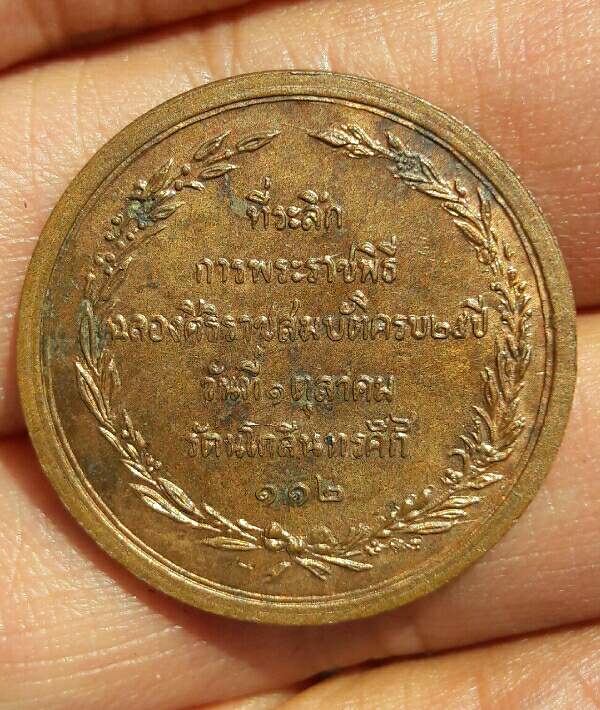 ที่ระลึก
การพระราชพิธี
ฉลองศิริราชสมบัติครบ๒๕ปี
วันที่๑ตุลาคม
รัตนโกสินทรศก๊
๑๑๒